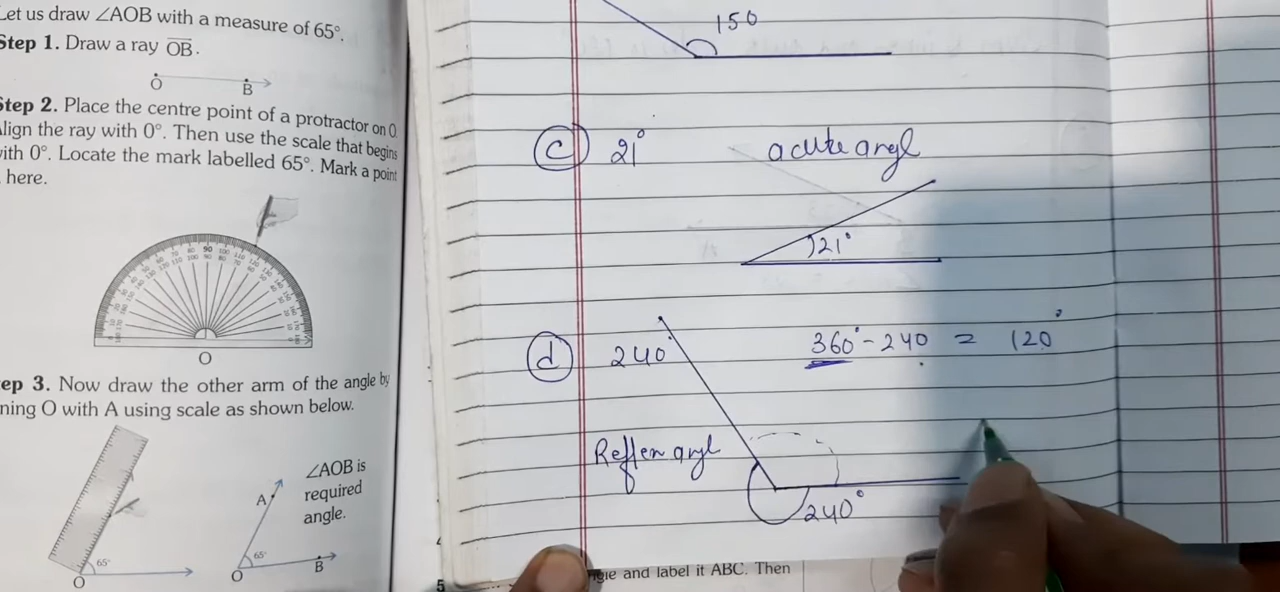 Let us draw ∠AOB with a measure of 65°.
Step 1. Draw a ray OB.
O B
Step 2. Place the centre point of a protractor on O.
Align the ray with 0°. Then use the scale that begins
with 0°. Locate the mark labelled 65°. Mark a point
here.
O
Step 3. Now draw the other arm of the angle by
joining O with A using scale as shown below.
65°
O
A
65°
O B
∠AOB is
required
angle.
150
(c) 21° acute angl
21°
(d) 240° 360° - 240 = 120°
Reffen angl
240°
5
and label it ABC. Then